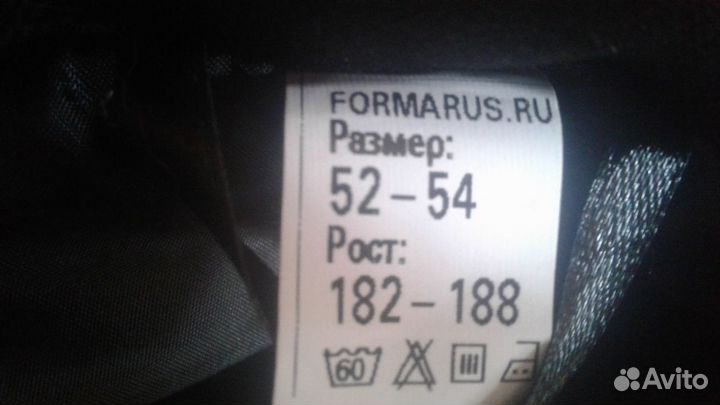 FORMARUS.RU
Размер:
52 – 54
Рост:
182 – 188
60
Avito